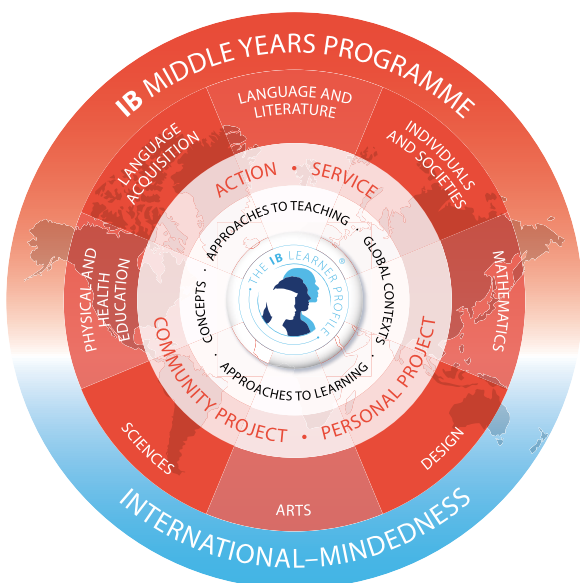 IB MIDDLE YEARS PROGRAMME
LANGUAGE AND
LITERATURE
INDIVIDUALS
AND SOCIETIES
MATHEMATICS
DESIGN
ARTS
SCIENCES
PHYSICAL AND
HEALTH
EDUCATION
LANGUAGE
ACQUISITION
ACTION • SERVICE
COMMUNITY PROJECT • PERSONAL PROJECT
APPROACHES TO TEACHING ·
GLOBAL CONTEXTS ·
APPROACHES TO LEARNING ·
CONCEPTS ·
• THE IB LEARNER PROFILE •
®
INTERNATIONAL–MINDEDNESS